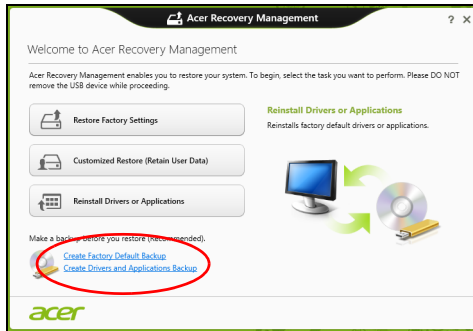 Acer Recovery Management
? ×
Welcome to Acer Recovery Management
Acer Recovery Management enables you to restore your system. To begin, select the task you want to perform. Please DO NOT
remove the USB device while proceeding.
Restore Factory Settings
Customized Restore (Retain User Data)
Reinstall Drivers or Applications
Reinstall Drivers or Applications
Reinstalls factory default drivers or applications.
Make a backup before you restore (Recommended).
Create Factory Default Backup
Create Drivers and Applications Backup
acer